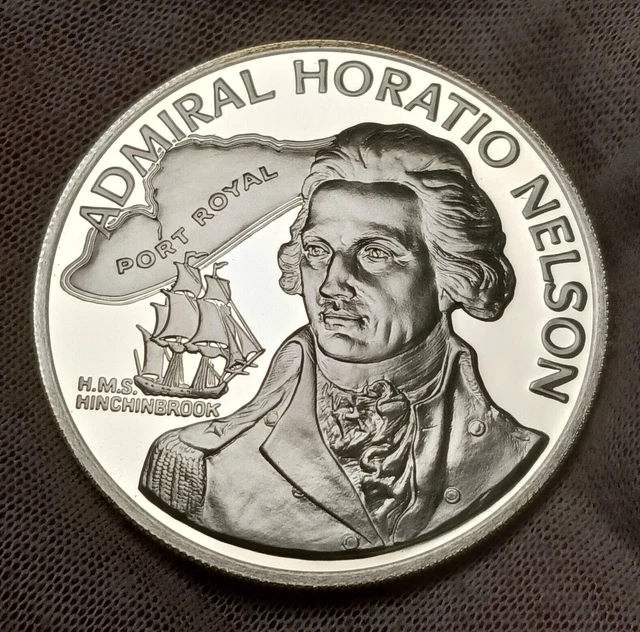 ADMIRAL HORATIO NELSON
PORT ROYAL
H.M.S.
HINCHINBROOK